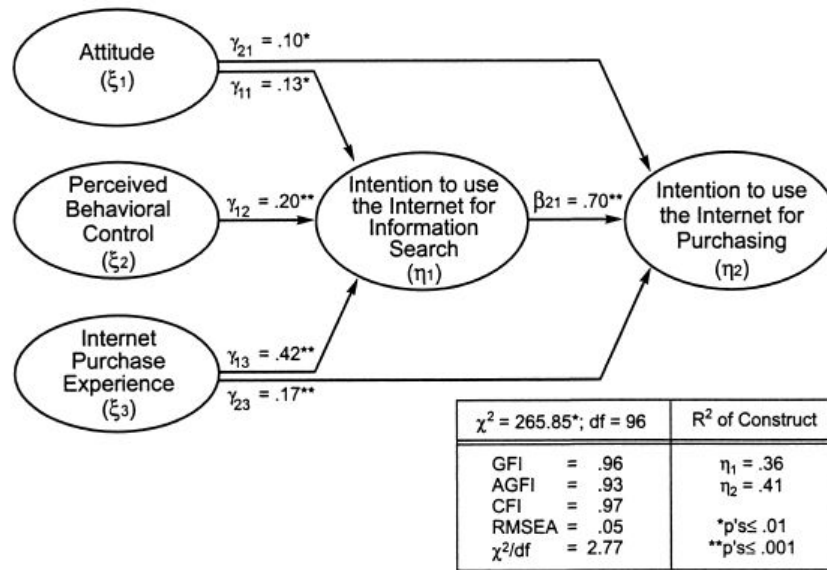 Attitude
(ξ1)
γ21 = .10*
γ11 = .13*
Perceived
Behavioral
Control
(ξ2)
γ12 = .20**
Intention to use
the Internet for
Information
Search
(η1)
β21 = .70**
Intention to use
the Internet for
Purchasing
(η2)
Internet
Purchase
Experience
(ξ3)
γ13 = .42**
γ23 = .17**
χ2 = 265.85*; df = 96
R2 of Construct
GFI = .96
AGFI = .93
CFI = .97
RMSEA = .05
χ2/df = 2.77
η1 = .36
η2 = .41
*p's≤ .01
**p's≤ .001